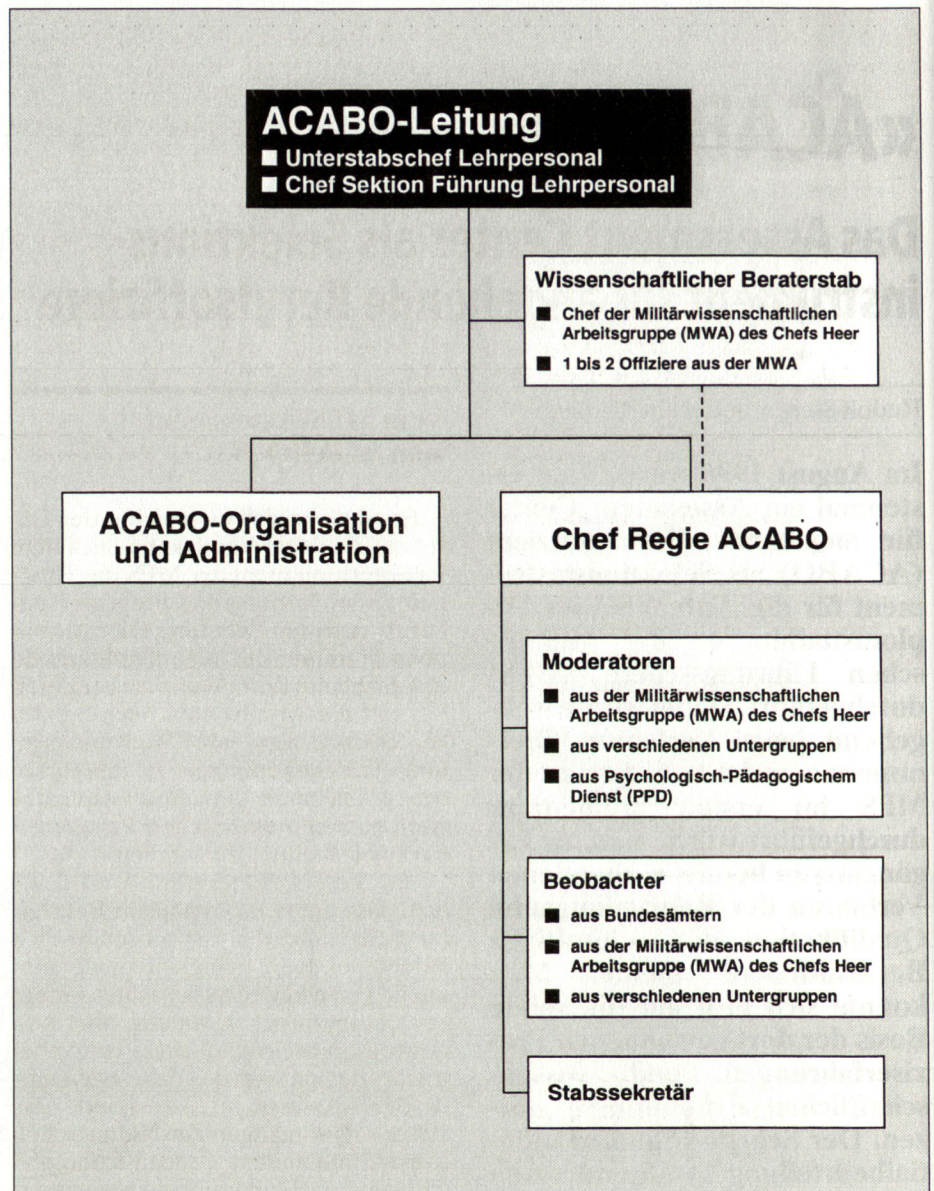 ACABO-Leitung
■ Unterstabschef Lehrpersonal
■ Chef Sektion Führung Lehrpersonal
Wissenschaftlicher Beraterstab
■ Chef der Militärwissenschaftlichen
Arbeitsgruppe (MWA) des Chefs Heer
■ 1 bis 2 Offiziere aus der MWA
ACABO-Organisation
und Administration
Chef Regie ACABO
Moderatoren
■ aus der Militärwissenschaftlichen
Arbeitsgruppe (MWA) des Chefs Heer
■ aus verschiedenen Untergruppen
■ aus Psychologisch-Pädagogischem
Dienst (PPD)
Beobachter
■ aus Bundesämtern
■ aus der Militärwissenschaftlichen
Arbeitsgruppe (MWA) des Chefs Heer
■ aus verschiedenen Untergruppen
Stabssekretär